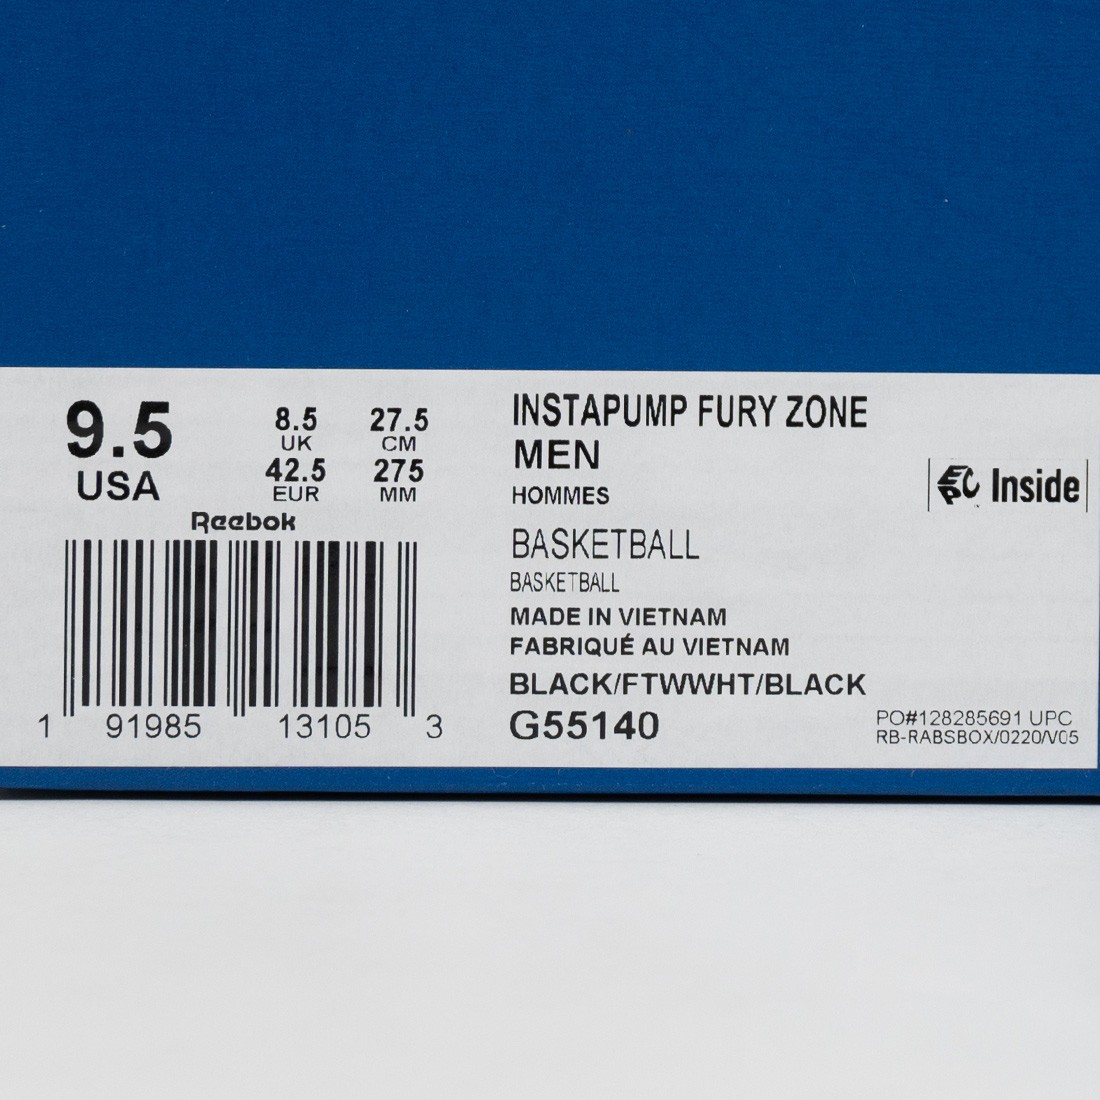 9.5
USA
8.5
UK
27.5
CM
42.5
EUR
275
MM
Reebok
1 91985 13105 3
INSTAPUMP FURY ZONE
MEN
HOMMES
BASKETBALL
BASKETBALL
MADE IN VIETNAM
FABRIQUÉ AU VIETNAM
BLACK/FTWWHT/BLACK
G55140
Inside
PO#128285691 UPC
RB-RABSBOX/0220/V05